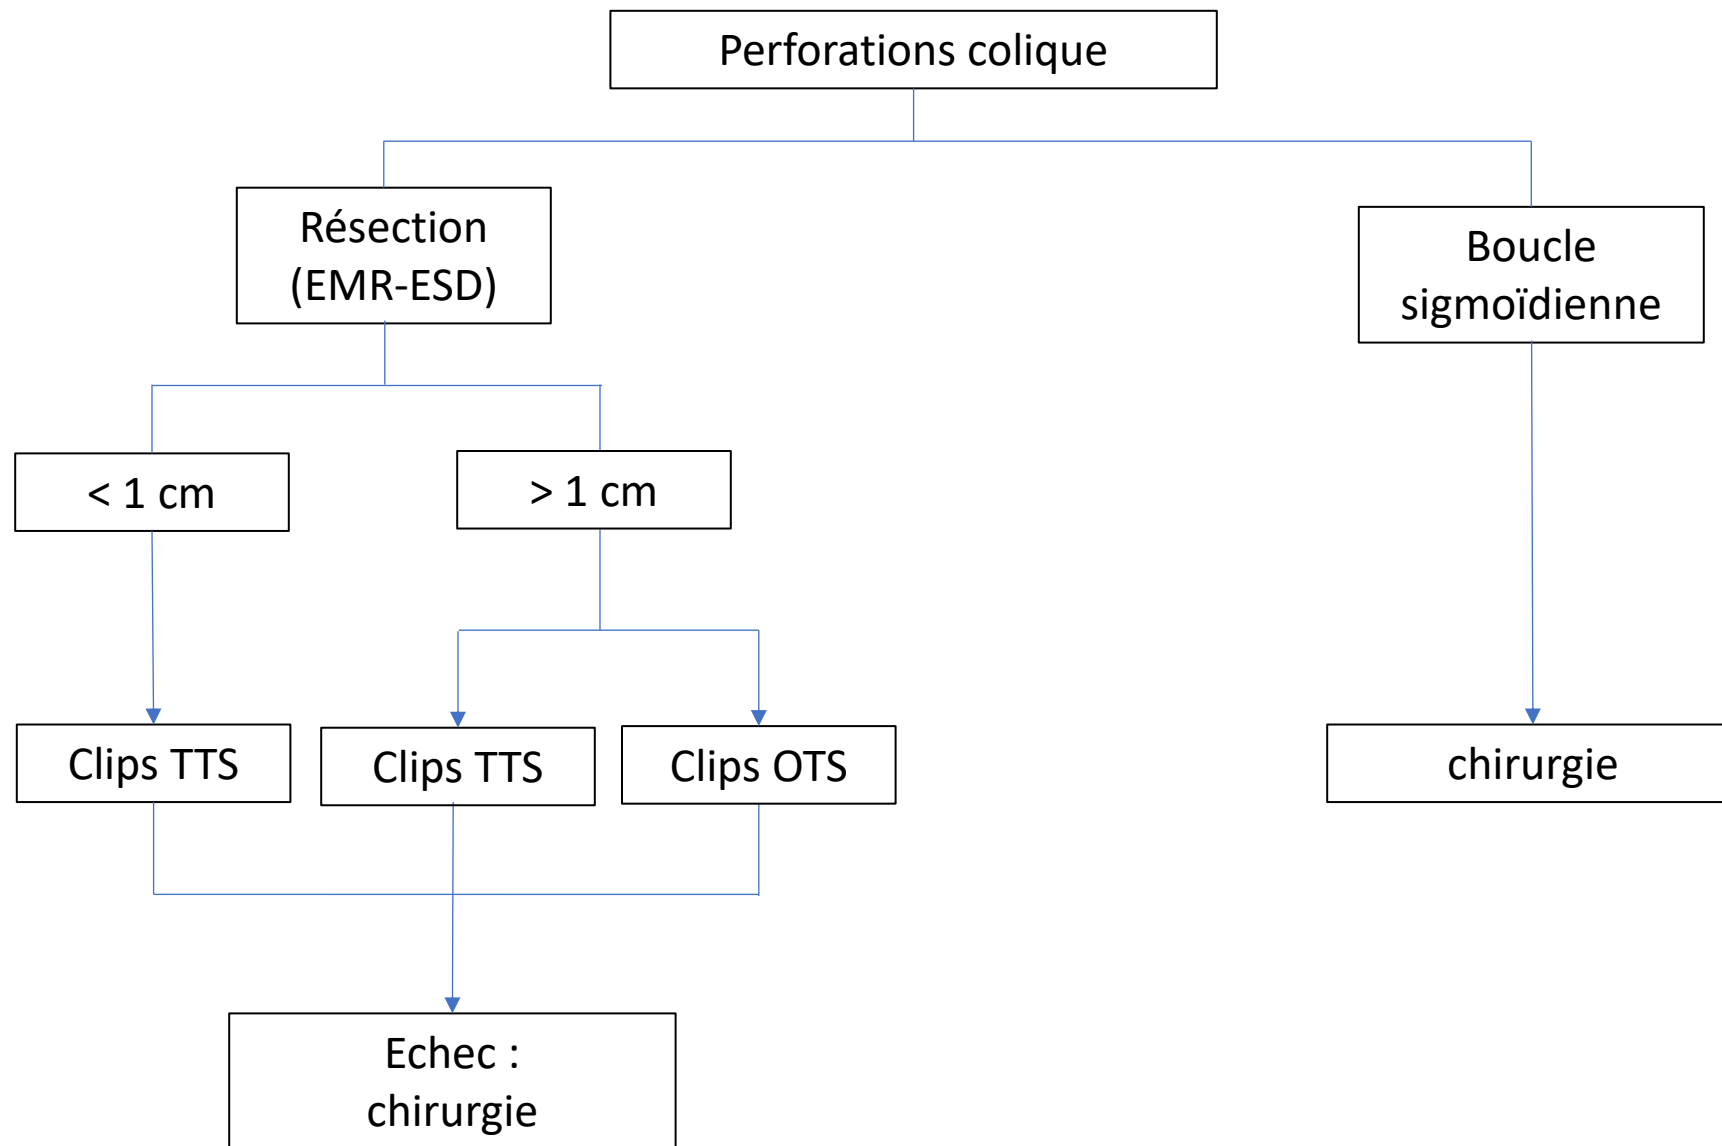 Perforations colique
Résection
(EMR-ESD)
Boucle
sigmoïdienne
< 1 cm
> 1 cm
Clips TTS
Clips TTS
Clips OTS
chirurgie
Echec :
chirurgie